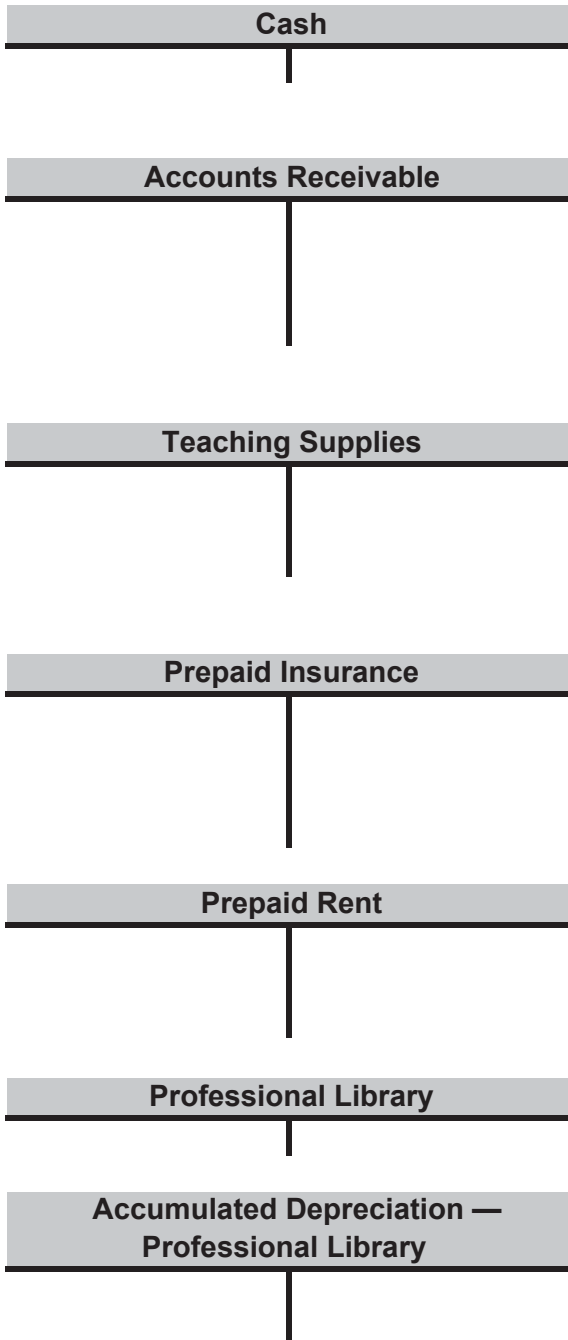 Cash
Accounts Receivable
Teaching Supplies
Prepaid Insurance
Prepaid Rent
Professional Library
Accumulated Depreciation —
Professional Library